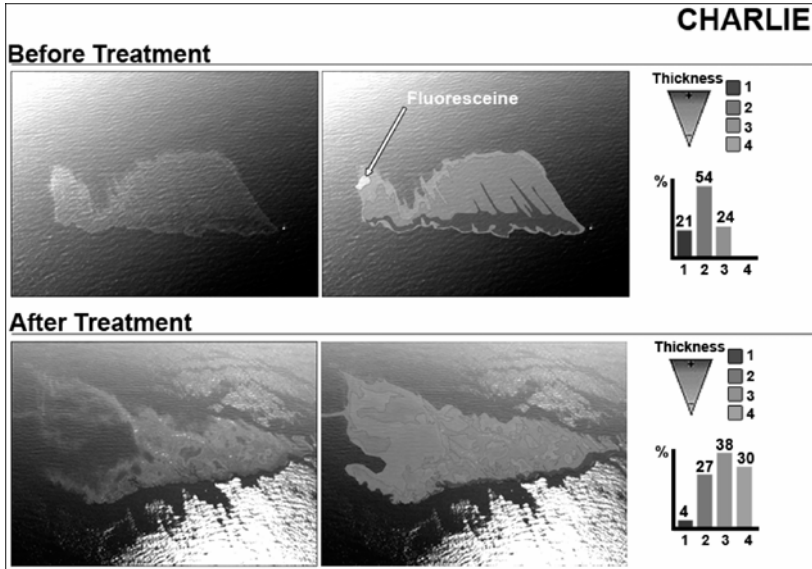 CHARLIE
Before Treatment
Fluoresceine
Thickness
+
-
1
2
3
4
%
21
54
24
1 2 3 4
After Treatment
Thickness
+
-
1
2
3
4
%
4
27
38
30
1 2 3 4